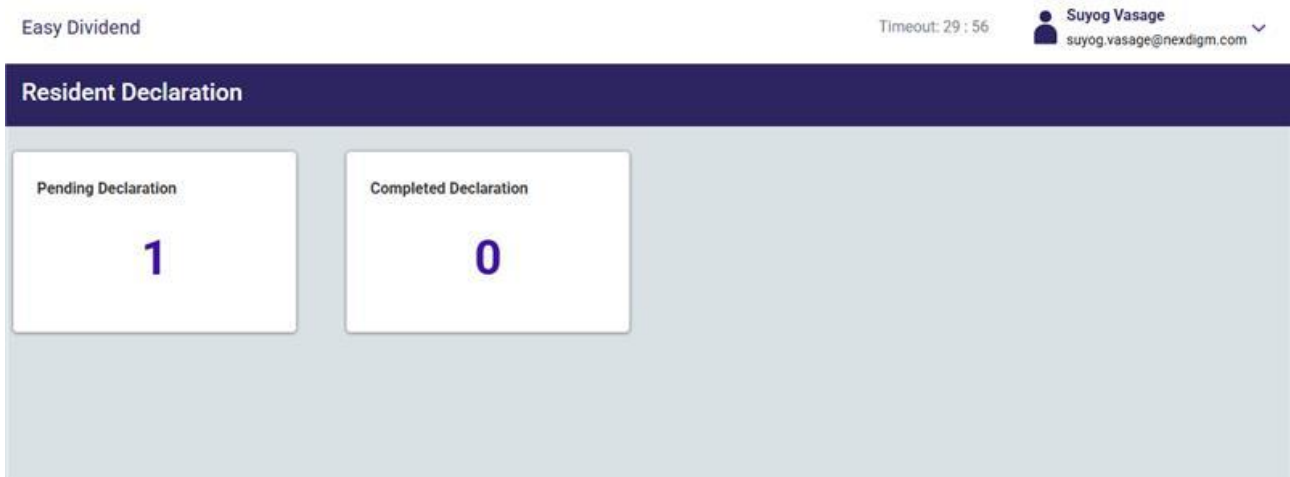 Easy Dividend
Timeout: 29 : 56
Suyog Vasage
suyog.vasage@nexdigm.com
Resident Declaration
Pending Declaration
1
Completed Declaration
0